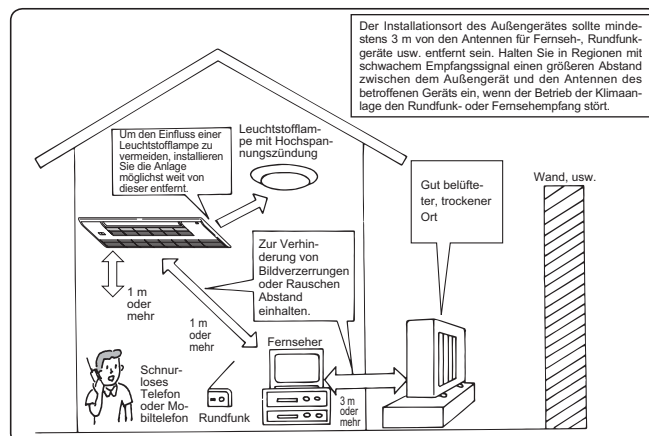 Der Installationsort des Außengerätes sollte minde-
stens 3 m von den Antennen für Fernseh-, Rundfunk-
geräte usw. entfernt sein. Halten Sie in Regionen mit
schwachem Empfangssignal einen größeren Abstand
zwischen dem Außengerät und den Antennen des
betroffenen Geräts ein, wenn der Betrieb der Klimaan-
lage den Rundfunk- oder Fernsehempfang stört.
Um den Einfluss einer
Leuchtstofflampe zu
vermeiden, installieren
Sie die Anlage
möglichst weit von
dieser entfernt.
Leuchtstofflam-
pe mit Hochspan-
nungszündung
Wand, usw.
Gut belüfte-
ter, trockener
Ort
Zur Verhin-
derung von
Bildverzerrungen
oder Rauschen
Abstand
einhalten.
1 m
oder
mehr
1 m
oder
mehr
Fernseher
Schnur-
loses
Telefon
oder Mo-
biltelefon
Rundfunk
3 m
oder
mehr